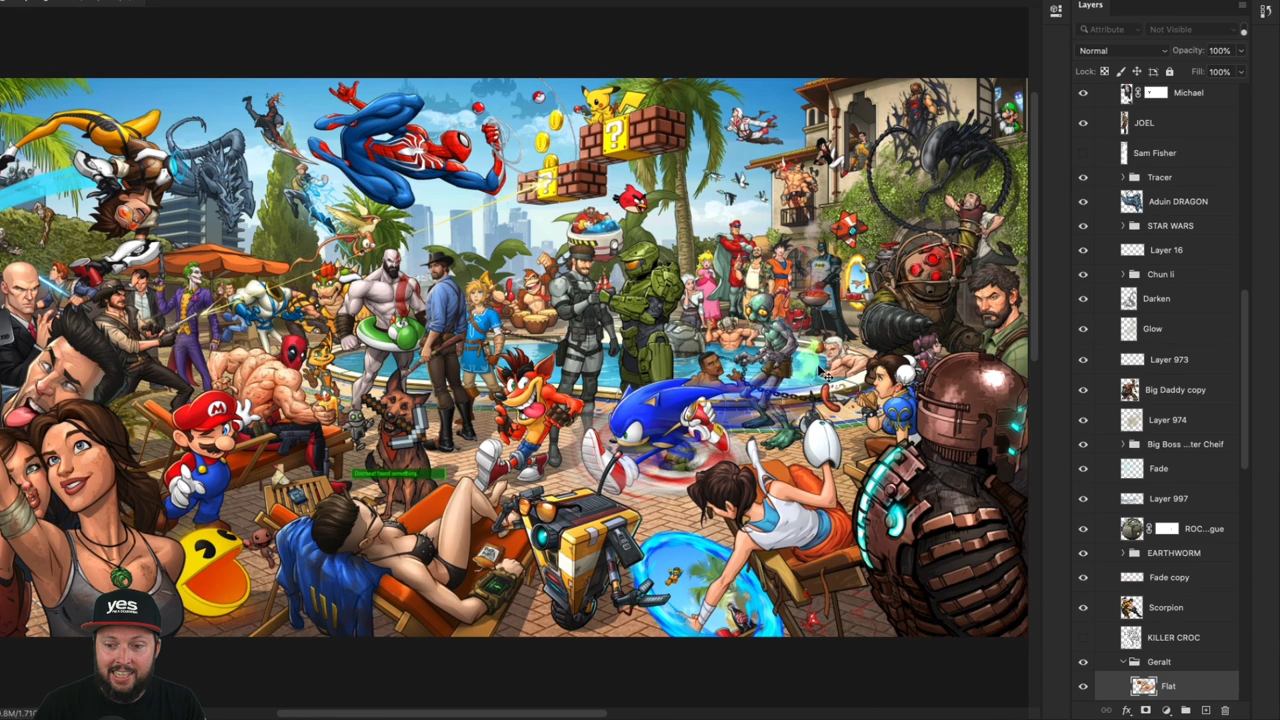 Layers
Attribute
Not Visible
Normal
Opacity: 100%
Lock:
Fill: 100%
Michael
JOEL
Sam Fisher
Tracer
Aduin DRAGON
STAR WARS
Layer 16
Chun li
Darken
Glow
Layer 973
Big Daddy copy
Layer 974
Big Boss ...ter Cheif
Fade
Layer 997
ROC...gue
EARTHWORM
Fade copy
Scorpion
KILLER CROC
Geralt
Flat
fx
?
?
M
yes